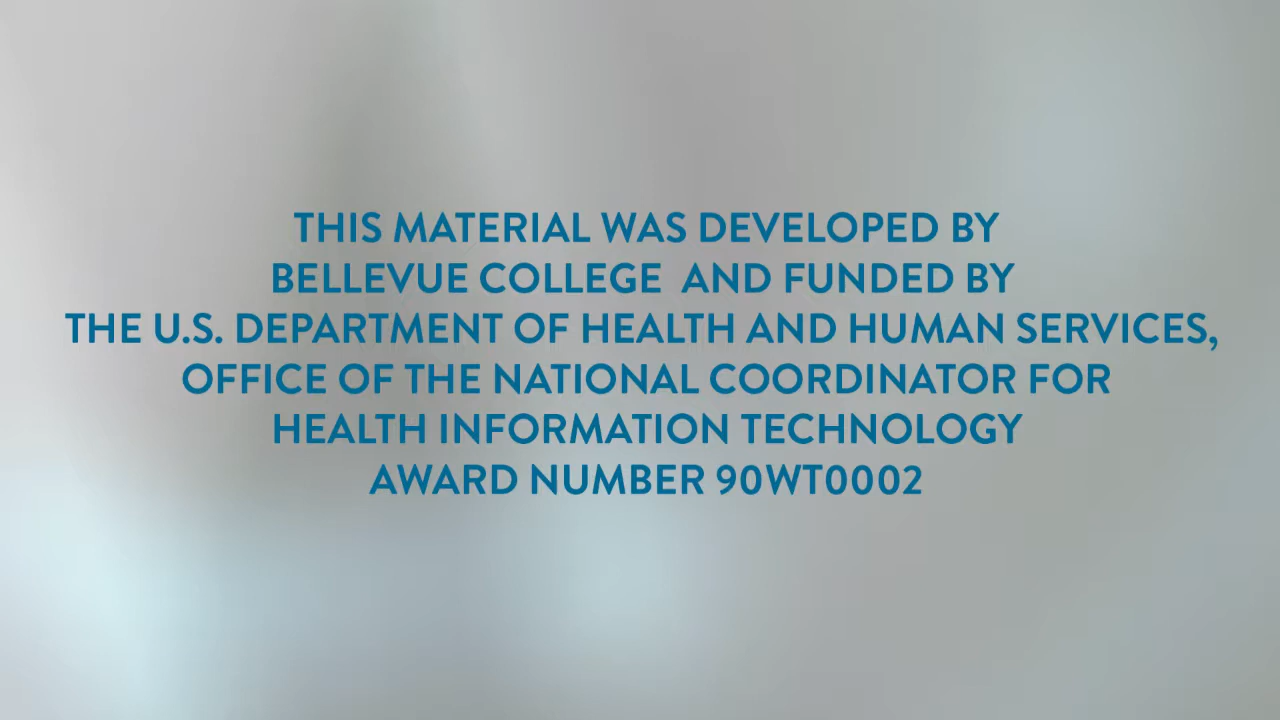 THIS MATERIAL WAS DEVELOPED BY
BELLEVUE COLLEGE AND FUNDED BY
THE U.S. DEPARTMENT OF HEALTH AND HUMAN SERVICES,
OFFICE OF THE NATIONAL COORDINATOR FOR
HEALTH INFORMATION TECHNOLOGY
AWARD NUMBER 90WT0002